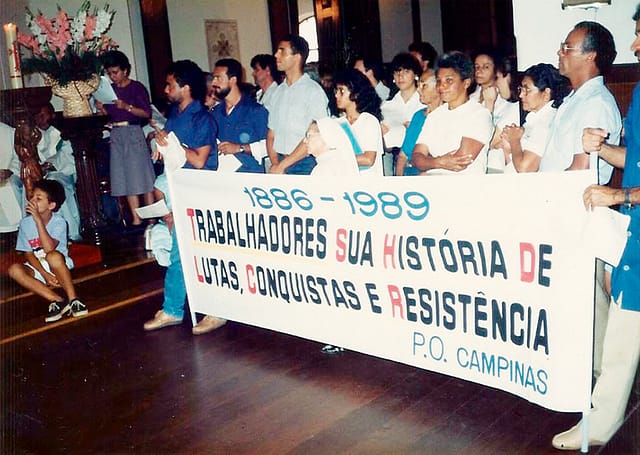 1886-1989
TRABALHADORES SUA HISTÓRIA DE
LUTAS, CONQUISTAS E RESISTÊNCIA
P.O. CAMPINAS